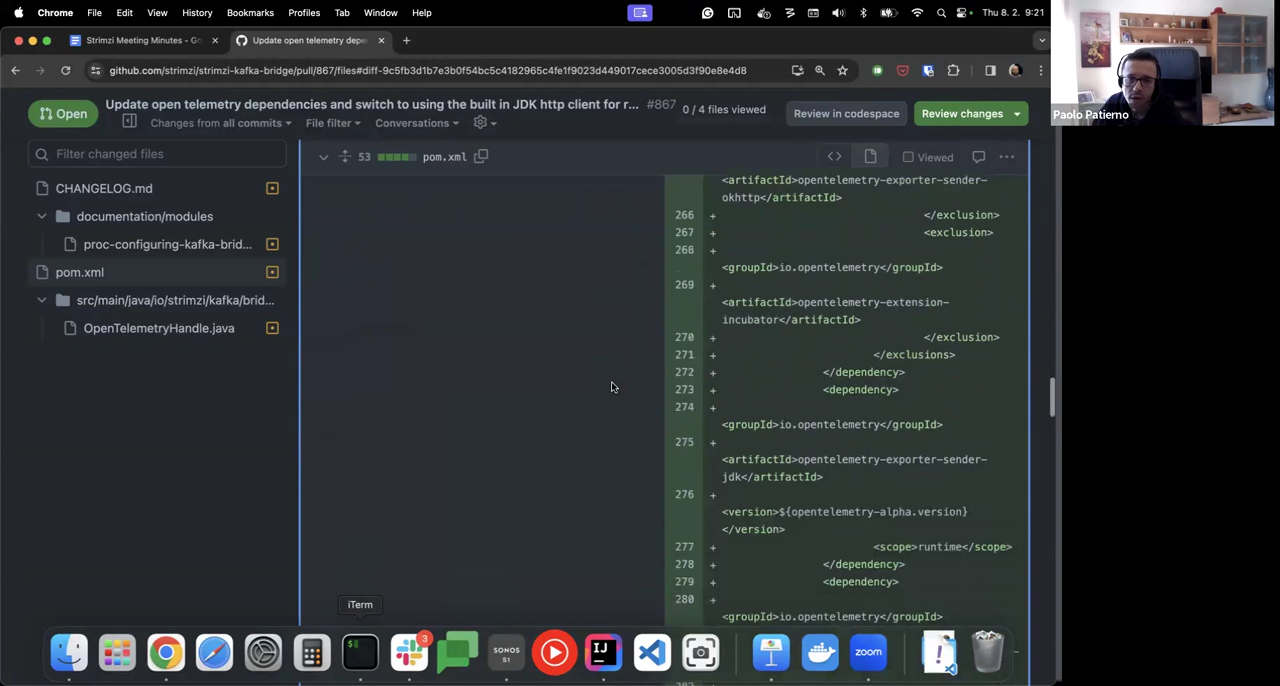 Chrome File Edit View History Bookmarks Profiles Tab Window Help Thu 8. 2. 9:21
Strimzi Meeting Minutes - Go
Update open telemetry depe
github.com/strimzi/strimzi-kafka-bridge/pull/867/files#diff-9c5fb3d1b7e3b0f54bc5c4182965c4fe1f9023d449017cece3005d3f90e8e4d8
Open
Update open telemetry dependencies and switch to using the built in JDK http client for r... #867
Changes from all commits File filter Conversations
0 / 4 files viewed
Review in codespace
Review changes
Paolo Patierno
Filter changed files
CHANGELOG.md
documentation/modules
proc-configuring-kafka-brid...
pom.xml
src/main/java/io/strimzi/kafka/brid...
OpenTelemetryHandle.java
53 pom.xml Viewed
<artifactId>opentelemetry-exporter-sender-
okhttp</artifactId>
266 + </exclusion>
267 + <exclusion>
268 +
<groupId>io.opentelemetry</groupId>
269 +
<artifactId>opentelemetry-extension-
incubator</artifactId>
270 + </exclusion>
271 + </exclusions>
272 + </dependency>
273 + <dependency>
274 +
<groupId>io.opentelemetry</groupId>
275 +
<artifactId>opentelemetry-exporter-sender-
jdk</artifactId>
276 +
<version>${opentelemetry-alpha.version}
</version>
277 + <scope>runtime</scope>
278 + </dependency>
279 + <dependency>
280 +
<groupId>io.opentelemetry</groupId>
iTerm
3
SONOS
S1
IJ
zoom